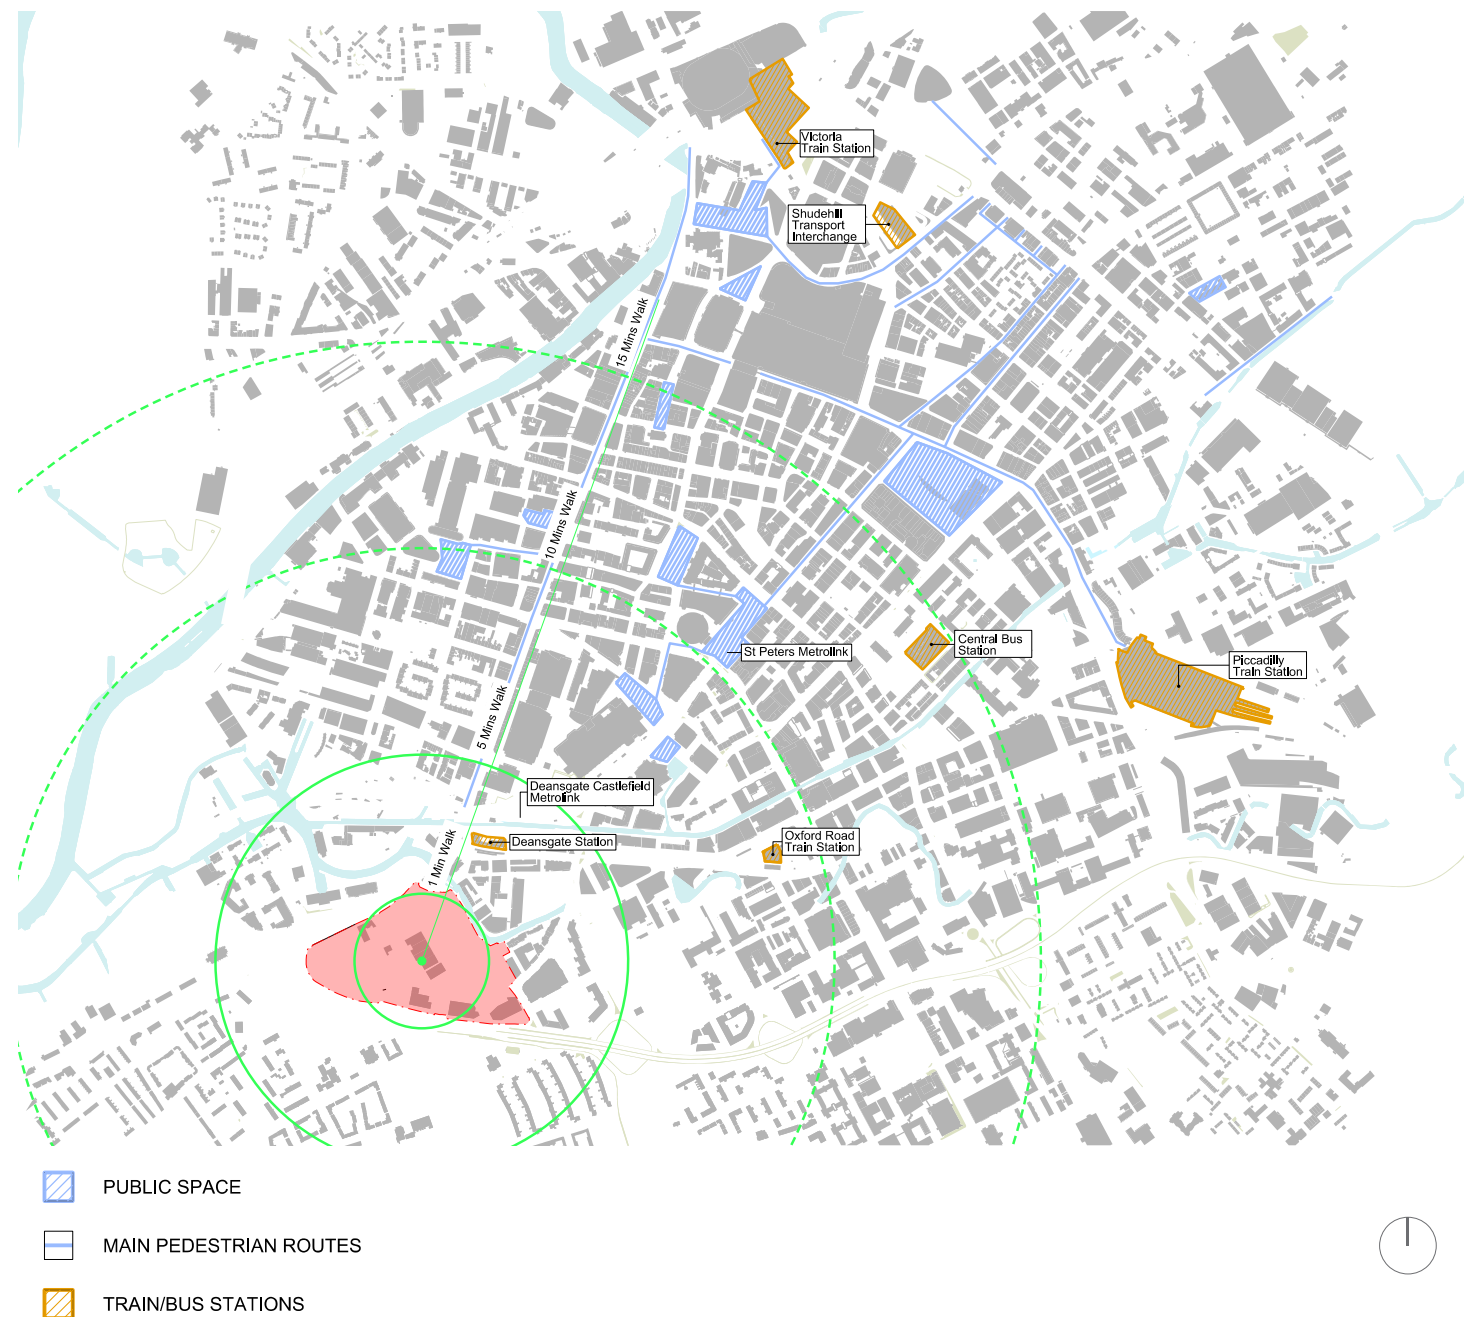 Victoria
Train Station
Shudehill
Transport
Interchange
15 Mins Walk
10 Mins Walk
St Peters Metrolink
Central Bus
Station
Piccadilly
Train Station
5 Mins Walk
Deansgate Castlefield
Metrolink
Deansgate Station
Oxford Road
Train Station
1 Min Walk
PUBLIC SPACE
MAIN PEDESTRIAN ROUTES
TRAIN/BUS STATIONS